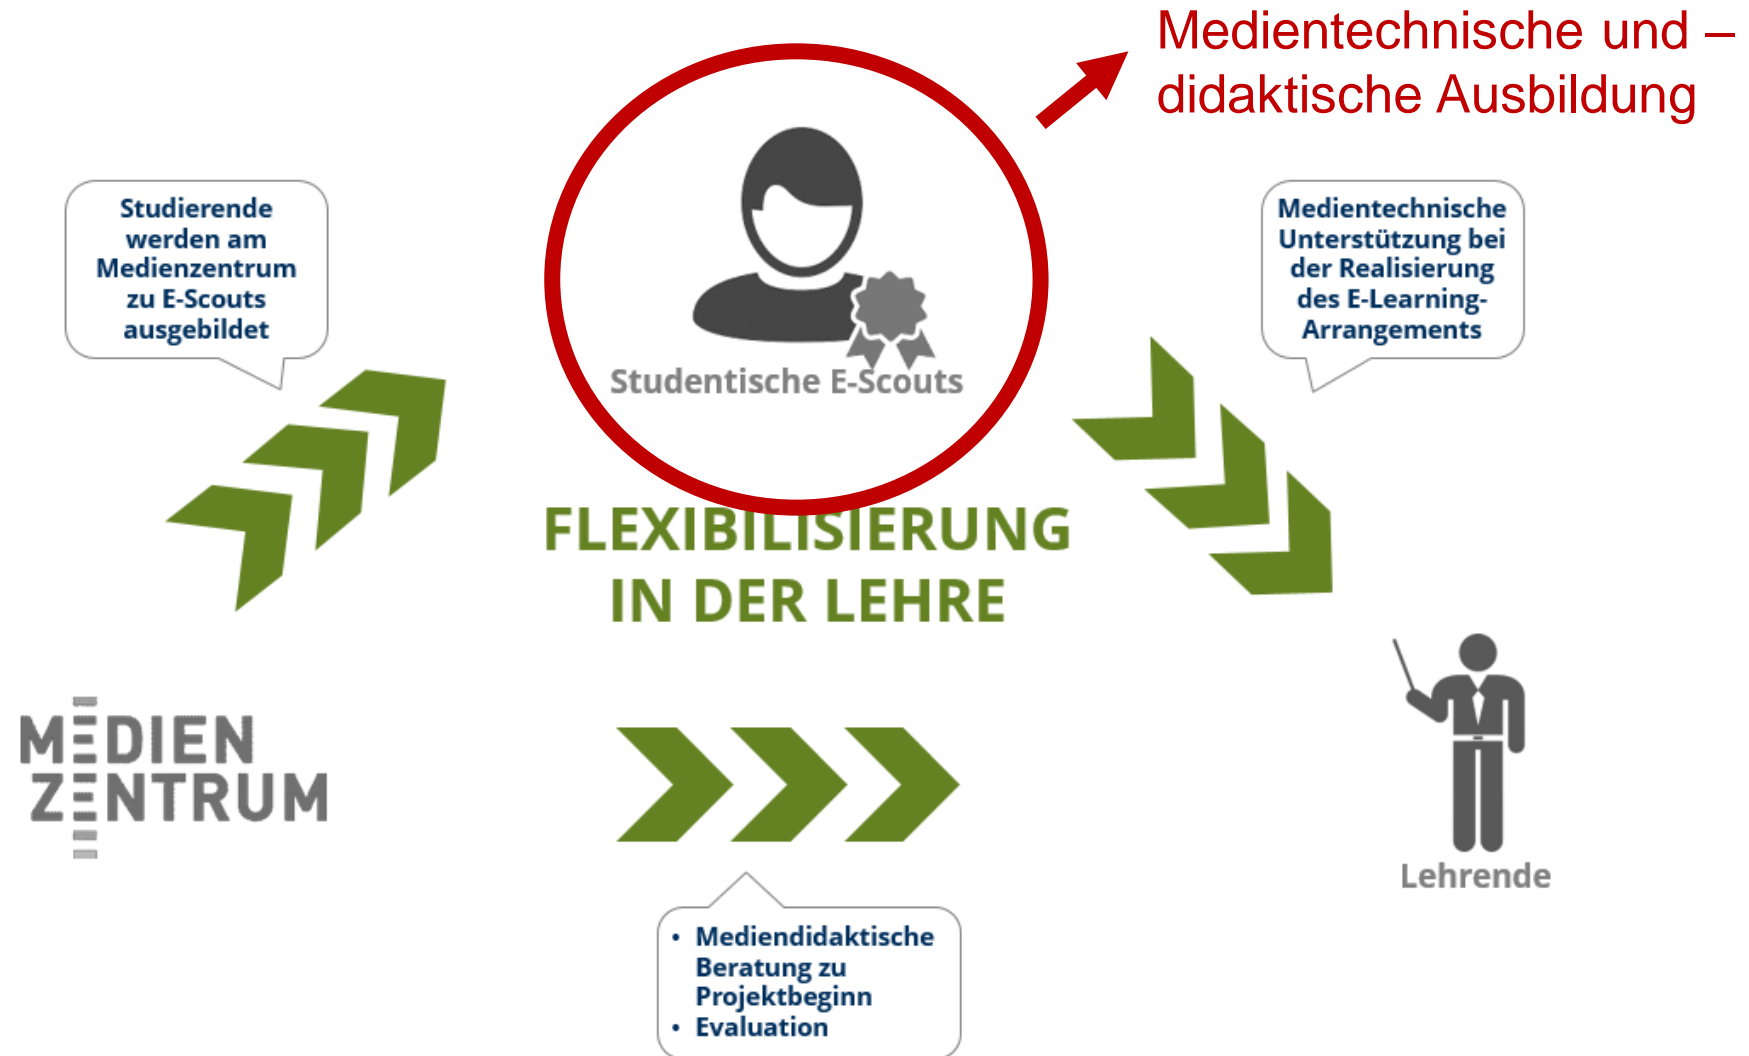 Medientechnische und –
didaktische Ausbildung
Studierende
werden am
Medienzentrum
zu E-Scouts
ausgebildet
Medientechnische
Unterstützung bei
der Realisierung
des E-Learning-
Arrangements
Studentische E-Scouts
FLEXIBILISIERUNG
IN DER LEHRE
MEDIEN
ZENTRUM
Lehrende
• Mediendidaktische
Beratung zu
Projektbeginn
• Evaluation